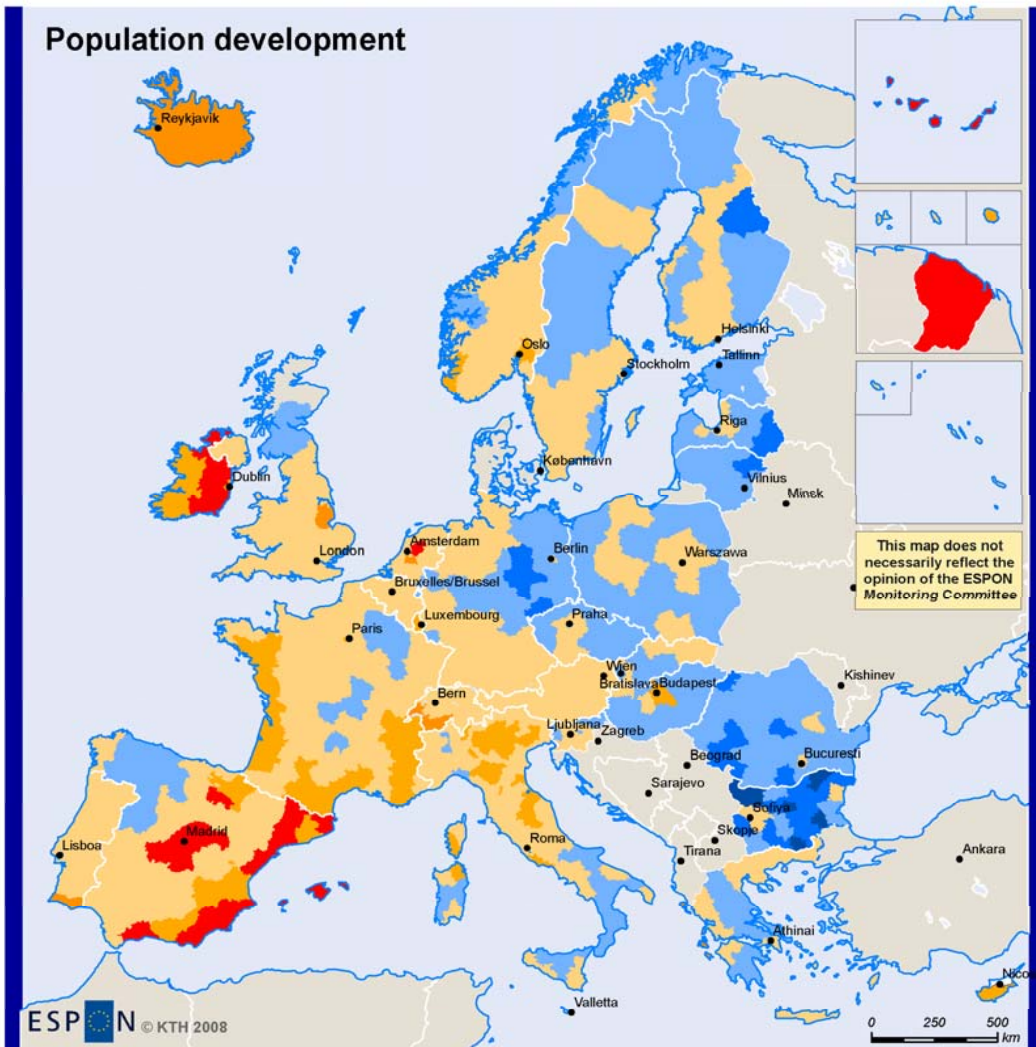 Population development
Reykjavik
Oslo
Helsinki
Stockholm
Tallinn
Riga
København
Vilnius
Minsk
Dublin
London
Amsterdam
Berlin
Warszawa
Bruxelles/Brussel
Luxembourg
Praha
Paris
Wien
Bratislava
Budapest
Kishinev
Bern
Ljubljana
Zagreb
Beograd
Bucuresti
Sarajevo
Sofiya
Skopje
Madrid
Lisboa
Roma
Tirana
Ankara
Athinai
Valletta
Nico
This map does not
necessarily reflect the
opinion of the ESPON
Monitoring Committee
ESPON © KTH 2008
0 250 500
km